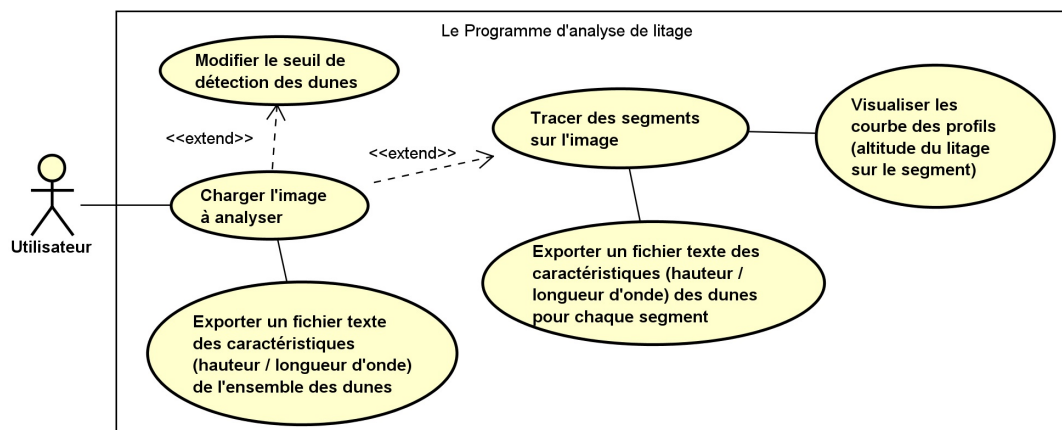 Le Programme d'analyse de litage
Modifier le seuil de
détection des dunes
<<extend>>
<<extend>>
Tracer des segments
sur l'image
Visualiser les
courbe des profils
(altitude du litage
sur le segment)
Charger l'image
à analyser
Utilisateur
Exporter un fichier texte des
caractéristiques (hauteur /
longueur d'onde) des dunes
pour chaque segment
Exporter un fichier texte
des caractéristiques
(hauteur / longueur d'onde)
de l'ensemble des dunes